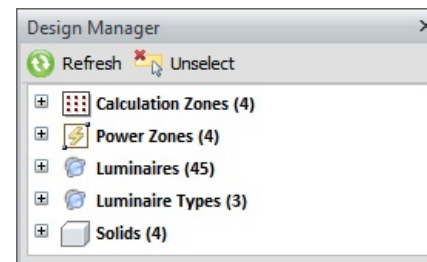 Design Manager
Refresh Unselect
Calculation Zones (4)
Power Zones (4)
Luminaires (45)
Luminaire Types (3)
Solids (4)